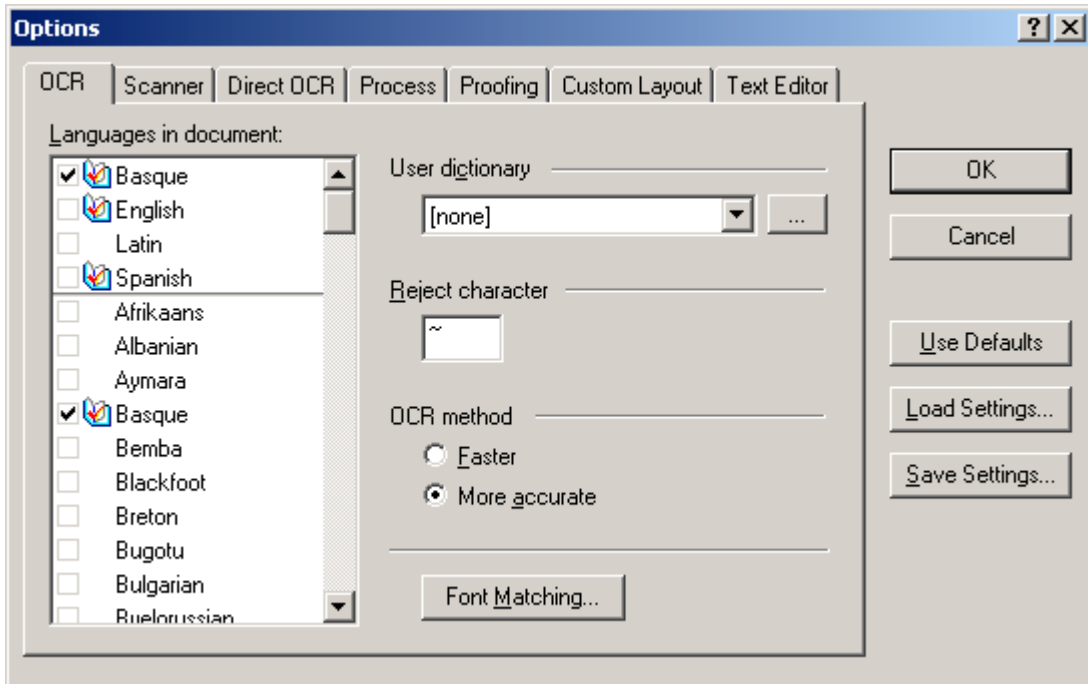 Options
OCR Scanner Direct OCR Process Proofing Custom Layout Text Editor
Languages in document:
Basque
English
Latin
Spanish
Afrikaans
Albanian
Aymara
Basque
Bemba
Blackfoot
Breton
Bugotu
Bulgarian
Byelorussian
User dictionary
[none]
...
Reject character
~
OCR method
Faster
More accurate
Font Matching...
OK
Cancel
Use Defaults
Load Settings...
Save Settings...